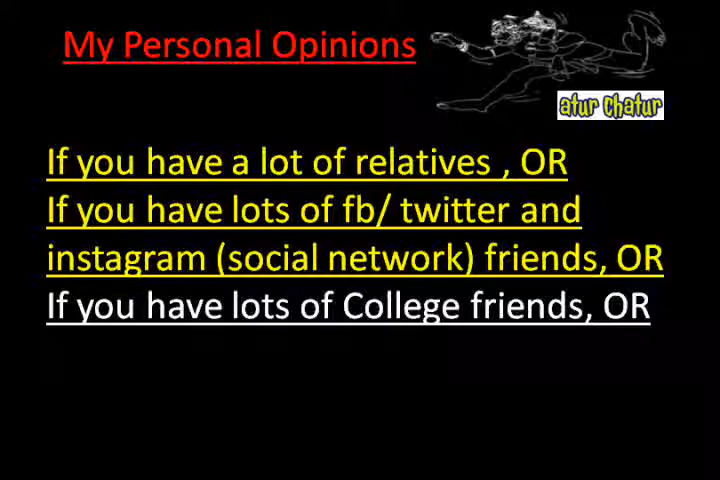 My Personal Opinions
atur chatur
If you have a lot of relatives , OR
If you have lots of fb/ twitter and
instagram (social network) friends, OR
If you have lots of College friends, OR